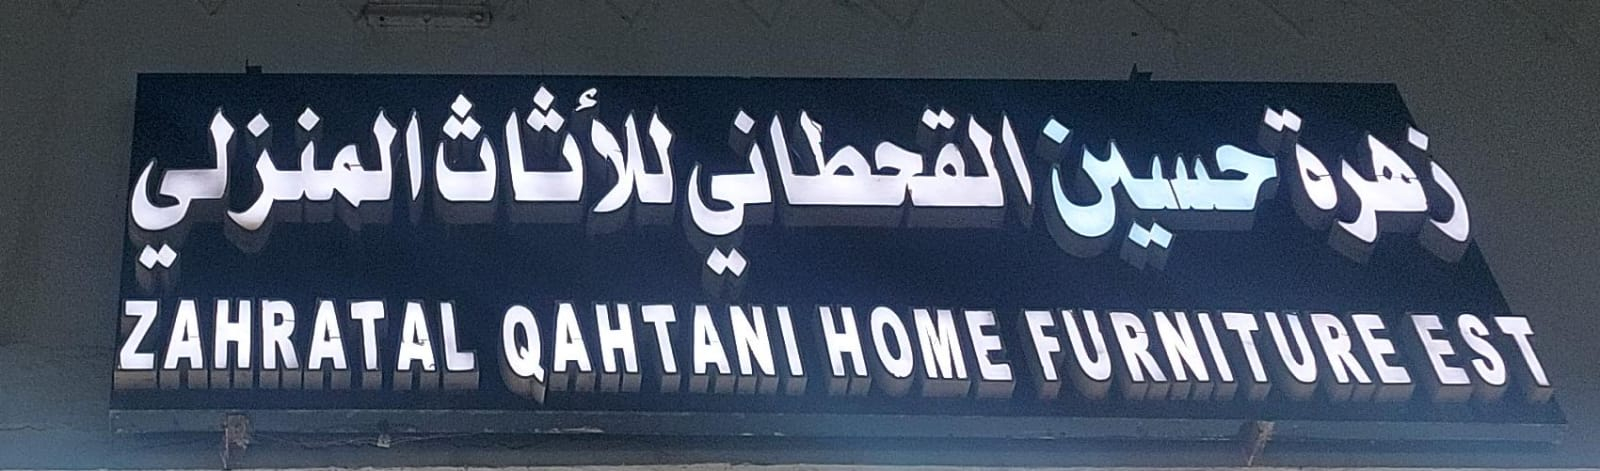 زهرة حسين القحطاني للأثاث المنزلي
ZAHRATAL QAHTANI HOME FURNITURE EST